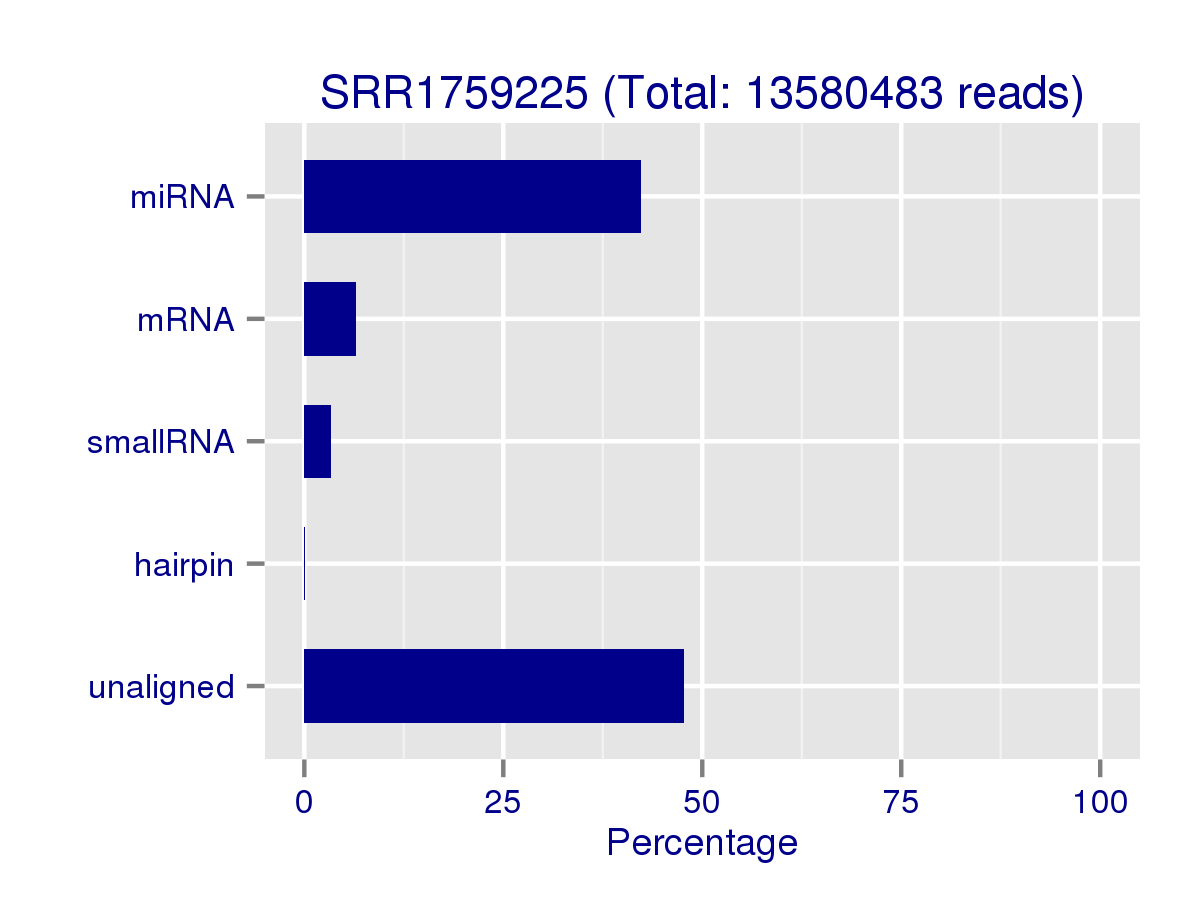 SRR1759225 (Total: 13580483 reads)
miRNA
mRNA
smallRNA
hairpin
unaligned
0 25 50 75 100
Percentage